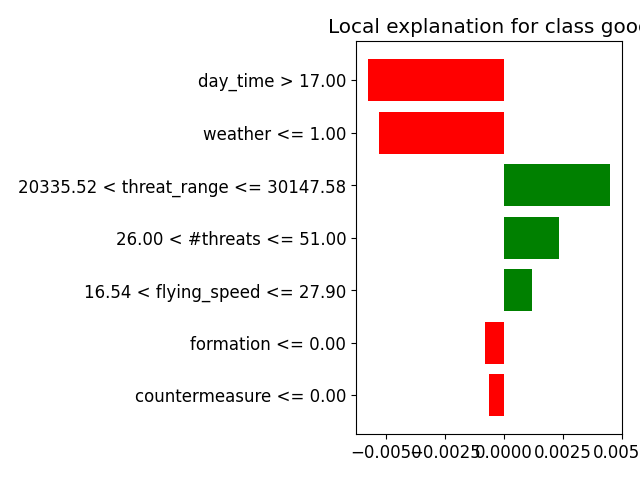 Local explanation for class goo
day_time > 17.00
weather <= 1.00
20335.52 < threat_range <= 30147.58
26.00 < #threats <= 51.00
16.54 < flying_speed <= 27.90
formation <= 0.00
countermeasure <= 0.00
−0.0050 −0.0025 0.0000 0.0025 0.005